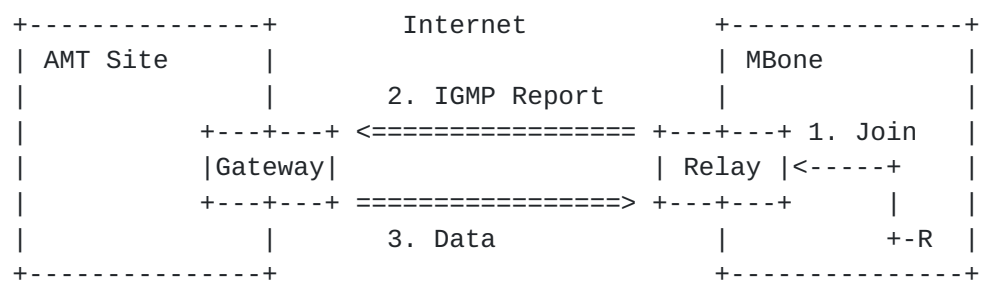 +---------------+        Internet            +---------------+
| AMT Site      |                            | MBone         |
|               |       2. IGMP Report       |               |
|           +---+---+ <================= +---+---+ 1. Join   |
|           |Gateway|                    | Relay |<-----+    |
|           +---+---+ =================> +---+---+      |    |
|               |       3. Data              |          +-R  |
+---------------+                            +---------------+